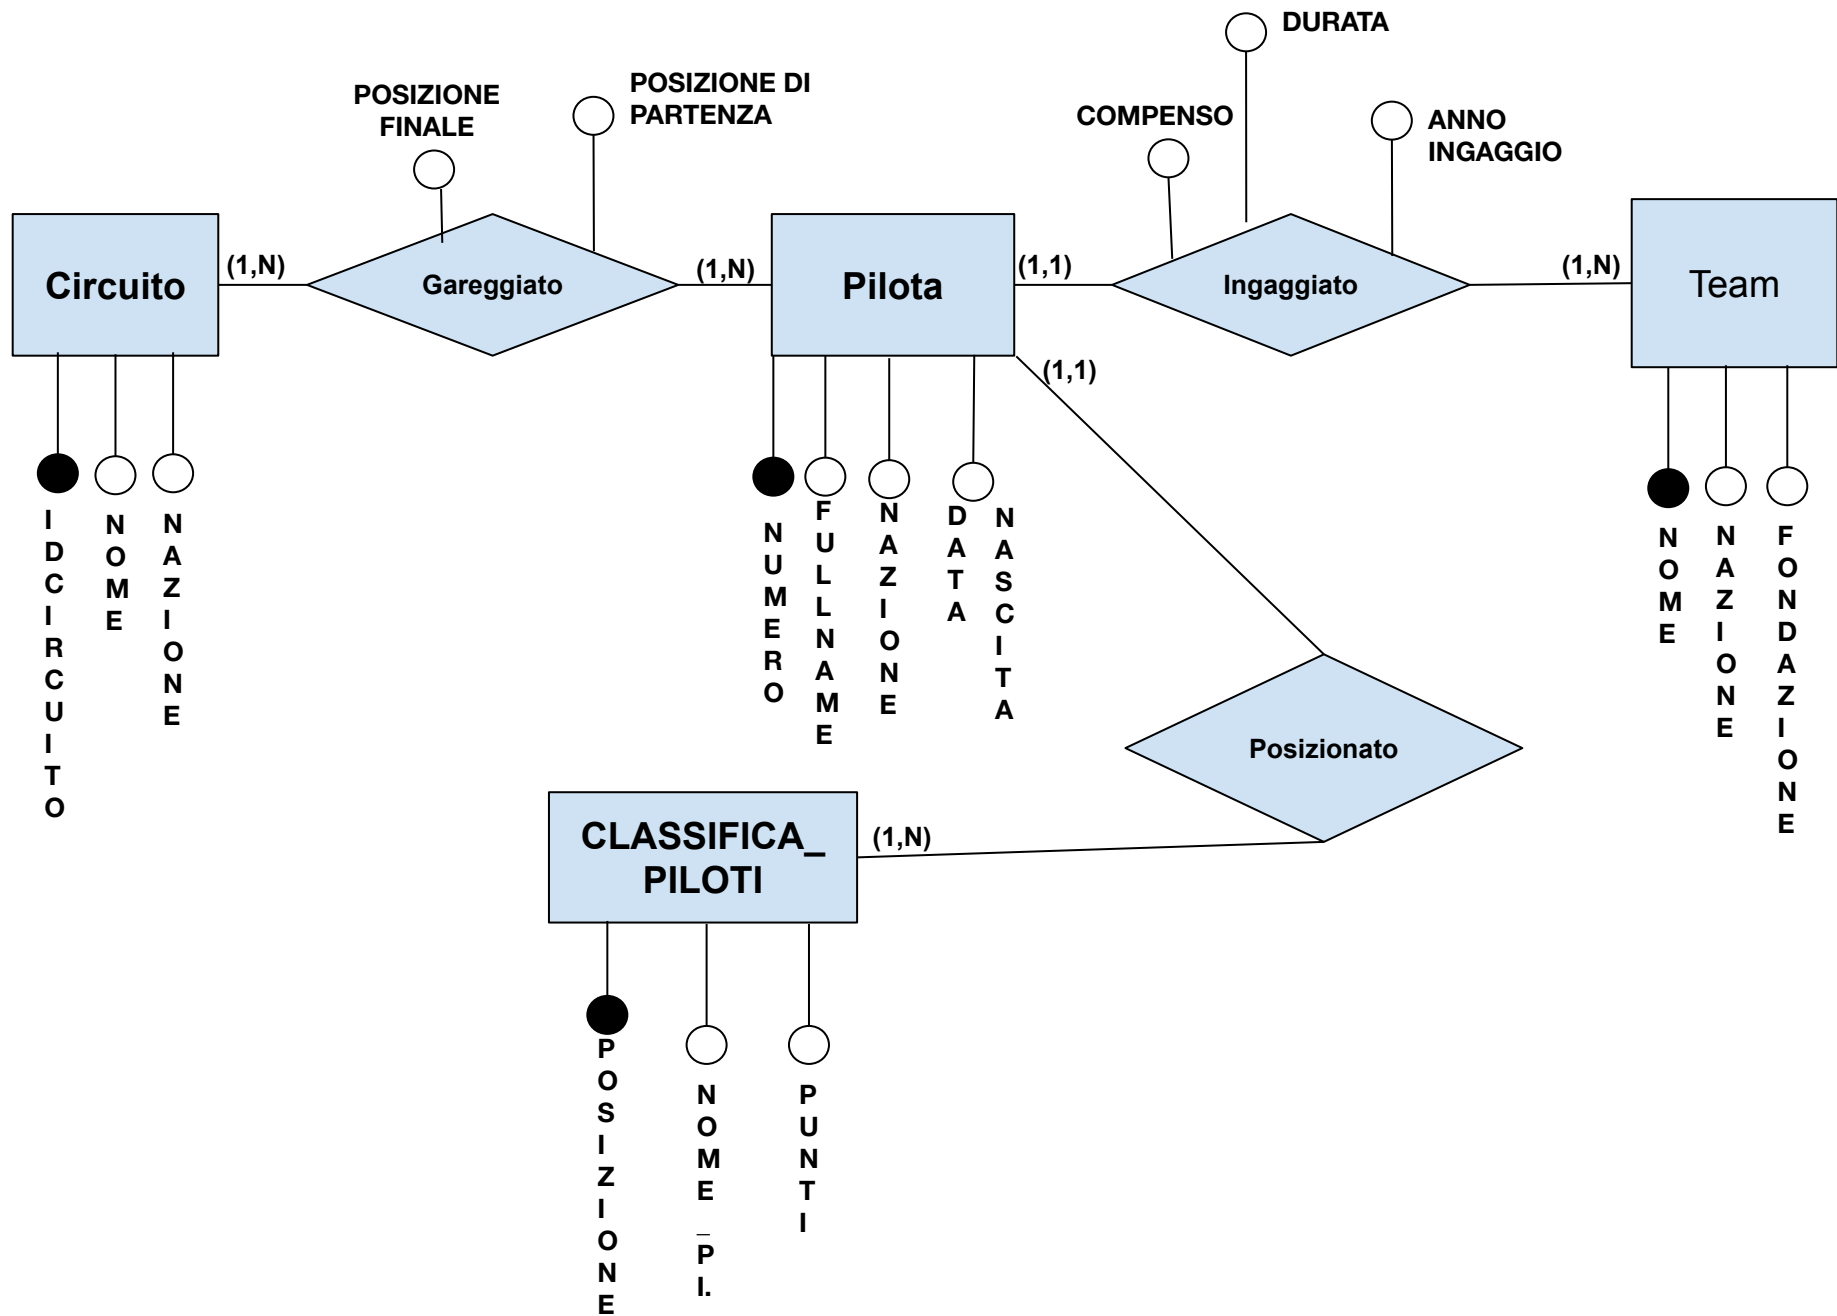 DURATA
POSIZIONE DI
PARTENZA
POSIZIONE
FINALE
COMPENSO
ANNO
INGAGGIO
Circuito
(1,N)
Gareggiato
(1,N)
Pilota
(1,1)
Ingaggiato
(1,N)
Team
(1,1)
IDCIRCUITO
NOME
NAZIONE
NUMERO
FULLNAME
NAZIONE
DATA
NASCITA
NOME
NAZIONE
FONDAZIONE
Posizionato
CLASSIFICA_
PILOTI
(1,N)
POSIZIONE
NOME_PI.
PUNTI